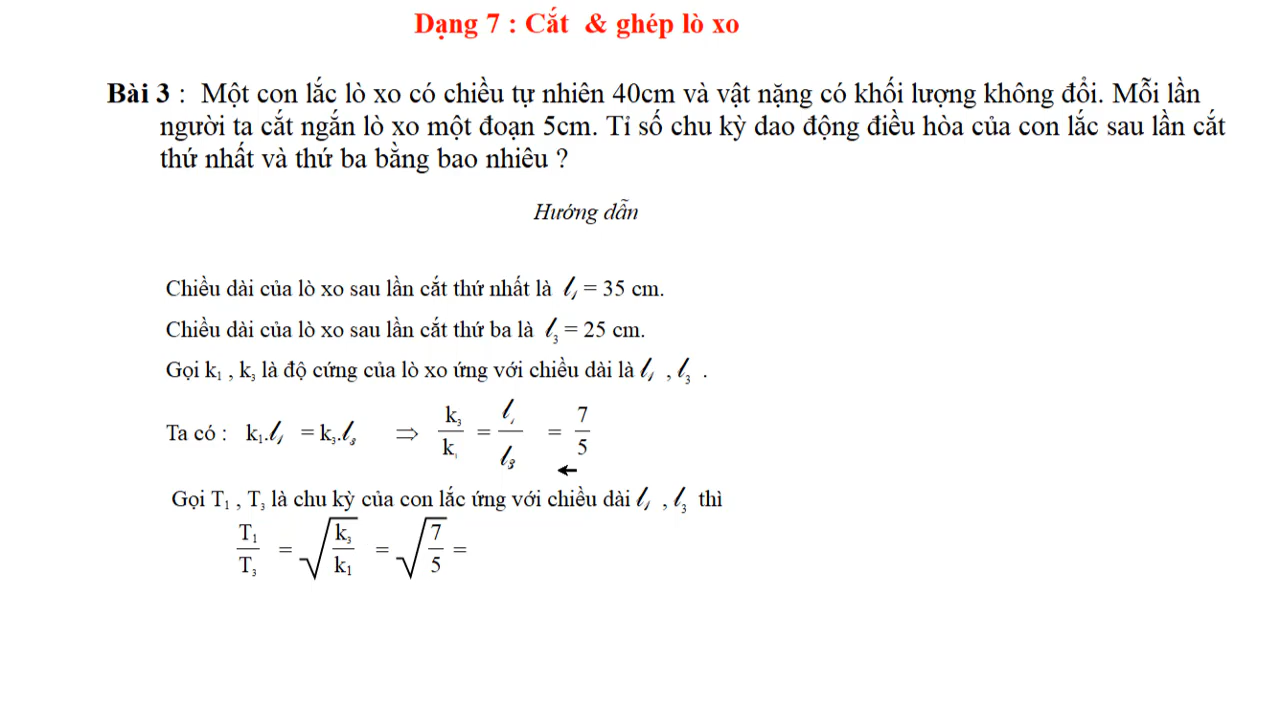 Dạng 7 : Cắt & ghép lò xo
Bài 3 : Một con lắc lò xo có chiều tự nhiên 40cm và vật nặng có khối lượng không đổi. Mỗi lần
người ta cắt ngắn lò xo một đoạn 5cm. Tỉ số chu kỳ dao động điều hòa của con lắc sau lần cắt
thứ nhất và thứ ba bằng bao nhiêu ?
Hướng dẫn
Chiều dài của lò xo sau lần cắt thứ nhất là l₁ = 35 cm.
Chiều dài của lò xo sau lần cắt thứ ba là l₃ = 25 cm.
Gọi k₁ , k₃ là độ cứng của lò xo ứng với chiều dài là l₁ , l₃ .
Ta có : k₁.l₁ = k₃.l₃ ⇒ k₃/k₁ = l₁/l₃ = 7/5
Gọi T₁ , T₃ là chu kỳ của con lắc ứng với chiều dài l₁ , l₃ thì
T₁/T₃ = √(k₃/k₁) = √(7/5) =